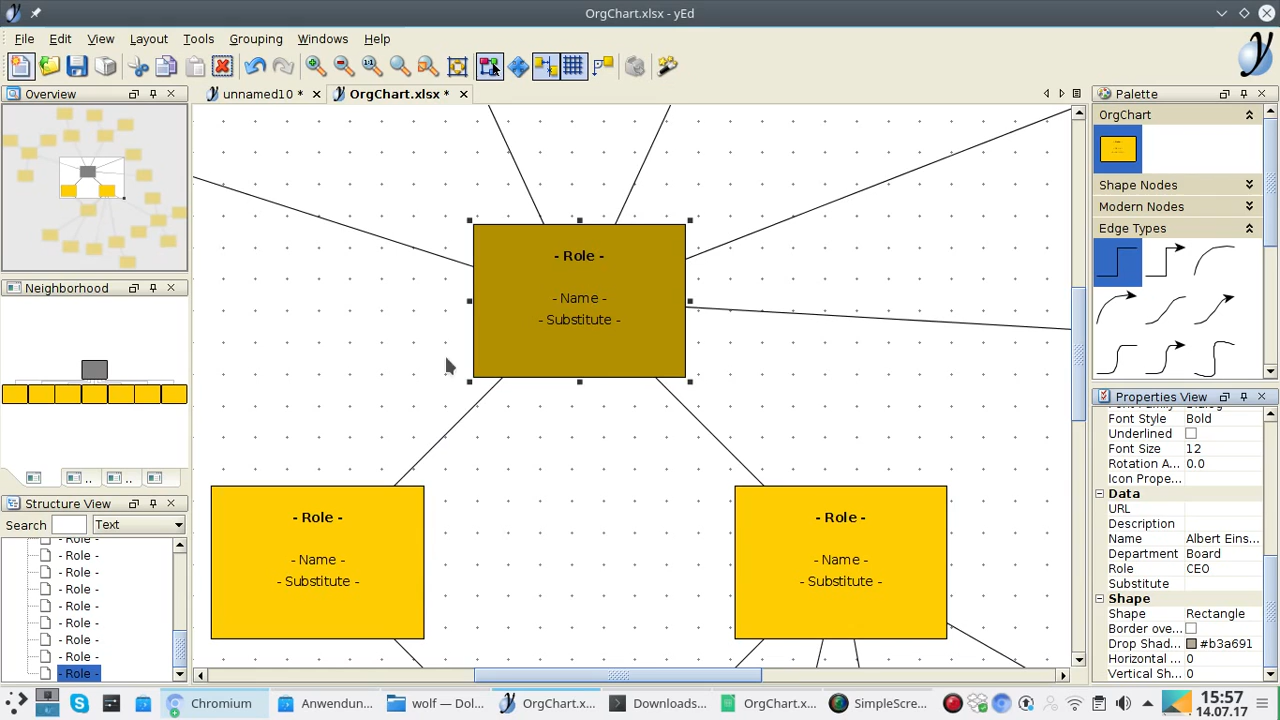 OrgChart.xlsx - yEd
File Edit View Layout Tools Grouping Windows Help
Overview
unnamed10 *
OrgChart.xlsx *
Palette
OrgChart
Shape Nodes
Modern Nodes
Edge Types
Neighborhood
Structure View
Search Text
- Role -
- Role -
- Role -
- Role -
- Role -
- Role -
- Role -
- Role -
- Role -
- Role -
- Name -
- Substitute -
- Role -
- Name -
- Substitute -
- Role -
- Name -
- Substitute -
Properties View
Font Style Bold
Underlined
Font Size 12
Rotation A... 0.0
Icon Prope...
Data
URL
Description
Name Albert Eins...
Department Board
Role CEO
Substitute
Shape
Shape Rectangle
Border ove...
Drop Shad... #b3a691
Horizontal ... 0
Vertical Sh... 0
Chromium
Anwendun...
wolf — Dol...
OrgChart.x...
Downloads...
OrgChart.x...
SimpleScre...
15:57
14.07.17